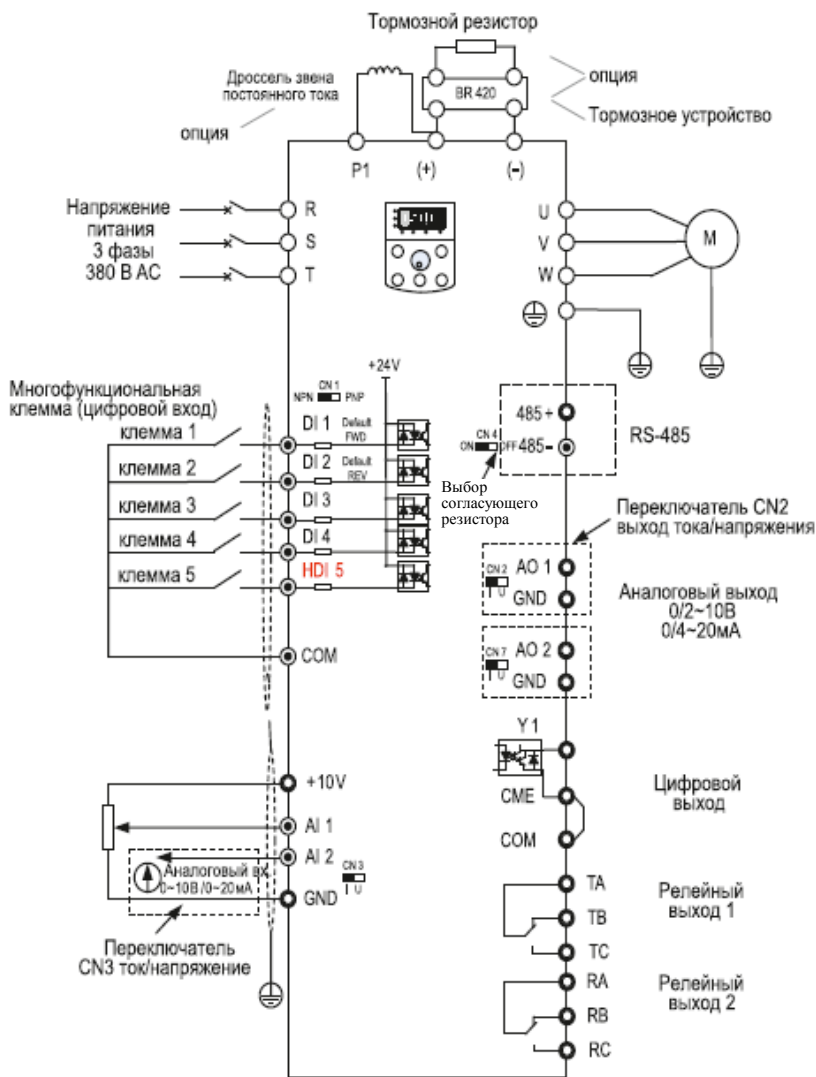 Тормозной резистор
Дроссель звена
постоянного тока
BR 420
опция
Тормозное устройство
опция
P1
(+)
(-)
Напряжение
питания
3 фазы
380 В AC
R
S
T
U
V
W
M
+24V
Многофункциональная
клемма (цифровой вход)
CN 1
NPN
PNP
клемма 1
DI 1
Default
FWD
клемма 2
DI 2
Default
REV
клемма 3
DI 3
клемма 4
DI 4
клемма 5
HDI 5
COM
485+
CN 4
ON
OFF
485-
RS-485
Выбор
согласующего
резистора
Переключатель CN2
выход тока/напряжения
CN 2
I U
AO 1
GND
Аналоговый выход
0/2~10В
0/4~20мА
CN 7
I U
AO 2
GND
Y 1
CME
COM
Цифровой
выход
+10V
AI 1
AI 2
Аналоговый вх
0~10В/0~20мА
CN 3
I U
GND
Переключатель
CN3 ток/напряжение
TA
TB
TC
Релейный
выход 1
RA
RB
RC
Релейный
выход 2